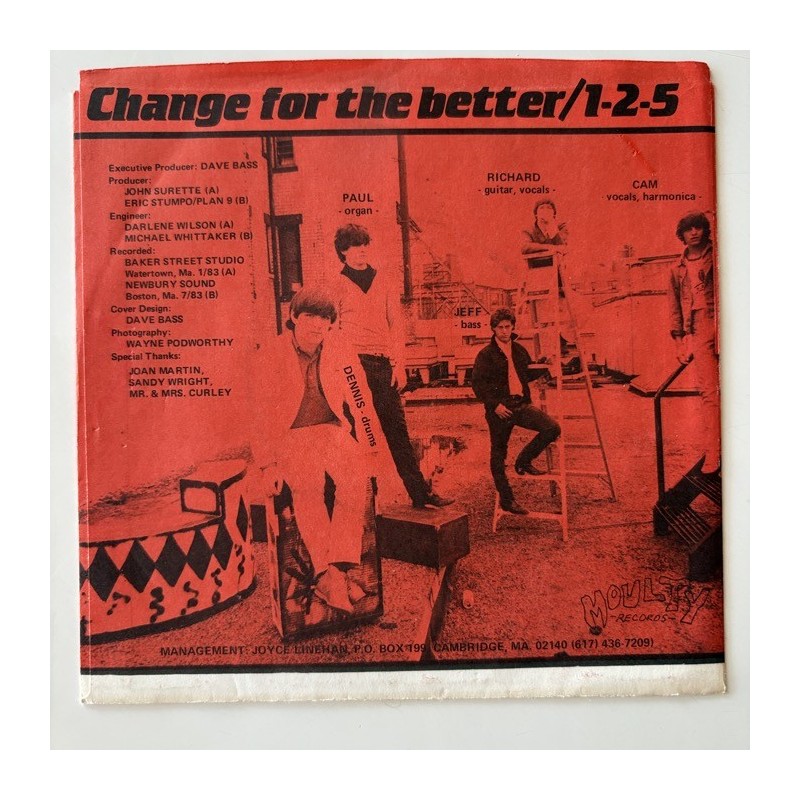 Change for the better/1-2-5
Executive Producer: DAVE BASS
Producer:
JOHN SURETTE (A)
ERIC STUMPO/PLAN 9 (B)
Engineer:
DARLENE WILSON (A)
MICHAEL WHITTAKER (B)
Recorded:
BAKER STREET STUDIO
Watertown, Ma. 1/83 (A)
NEWBURY SOUND
Boston, Ma. 7/83 (B)
Cover Design:
DAVE BASS
Photography:
WAYNE PODWORTHY
Special Thanks:
JOAN MARTIN,
SANDY WRIGHT,
MR. & MRS. CURLEY
PAUL
- organ -
RICHARD
- guitar, vocals -
CAM
- vocals, harmonica -
JEFF
- bass -
DENNIS - drums
MOULTY
- RECORDS -
MANAGEMENT: JOYCE LINEHAN, P.O. BOX 199, CAMBRIDGE, MA. 02140 (617) 436-7209)